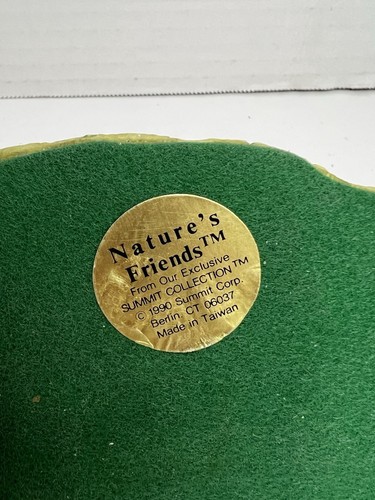 Nature's
Friends™
From Our Exclusive
SUMMIT COLLECTION™
© 1990 Summit Corp.
Berlin, CT 06037
Made in Taiwan